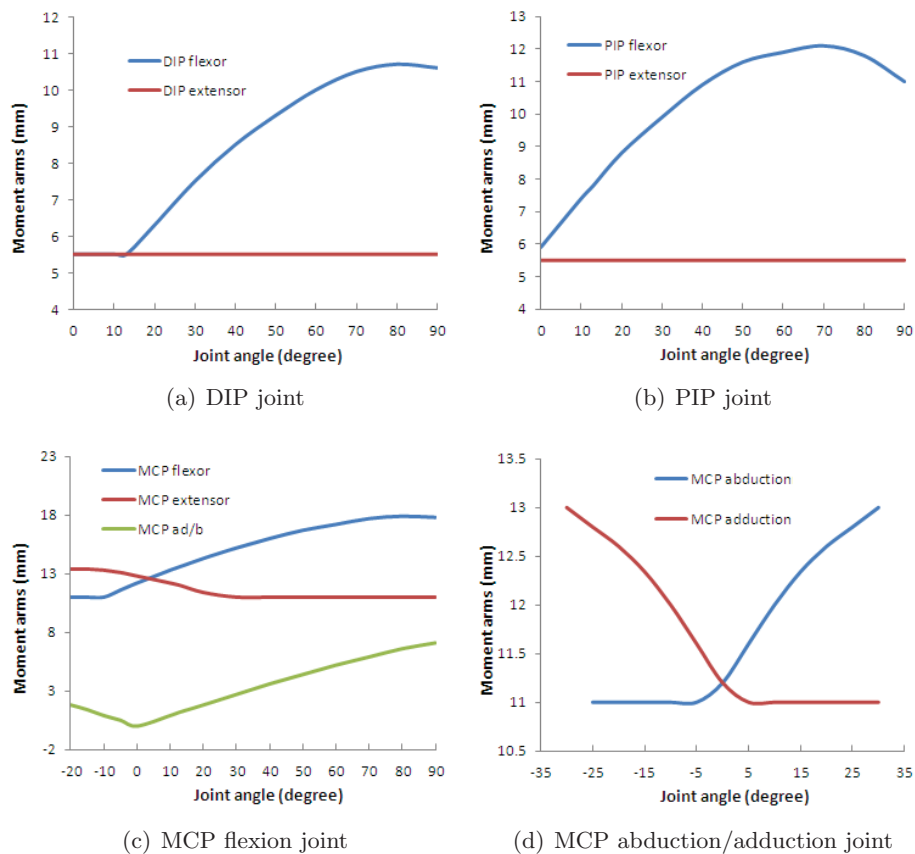 11
10
9
8
7
6
5
4
Moment arms (mm)
DIP flexor
DIP extensor
0 10 20 30 40 50 60 70 80 90
Joint angle (degree)
(a) DIP joint
13
12
11
10
9
8
7
6
5
4
Moment arms (mm)
PIP flexor
PIP extensor
0 10 20 30 40 50 60 70 80 90
Joint angle (degree)
(b) PIP joint
23
18
13
8
3
-2
Moment arms (mm)
MCP flexor
MCP extensor
MCP ad/b
-20 -10 0 10 20 30 40 50 60 70 80 90
Joint angle (degree)
(c) MCP flexion joint
13.5
13
12.5
12
11.5
11
10.5
Moment arms (mm)
MCP abduction
MCP adduction
-35 -25 -15 -5 5 15 25 35
Joint angle (degree)
(d) MCP abduction/adduction joint